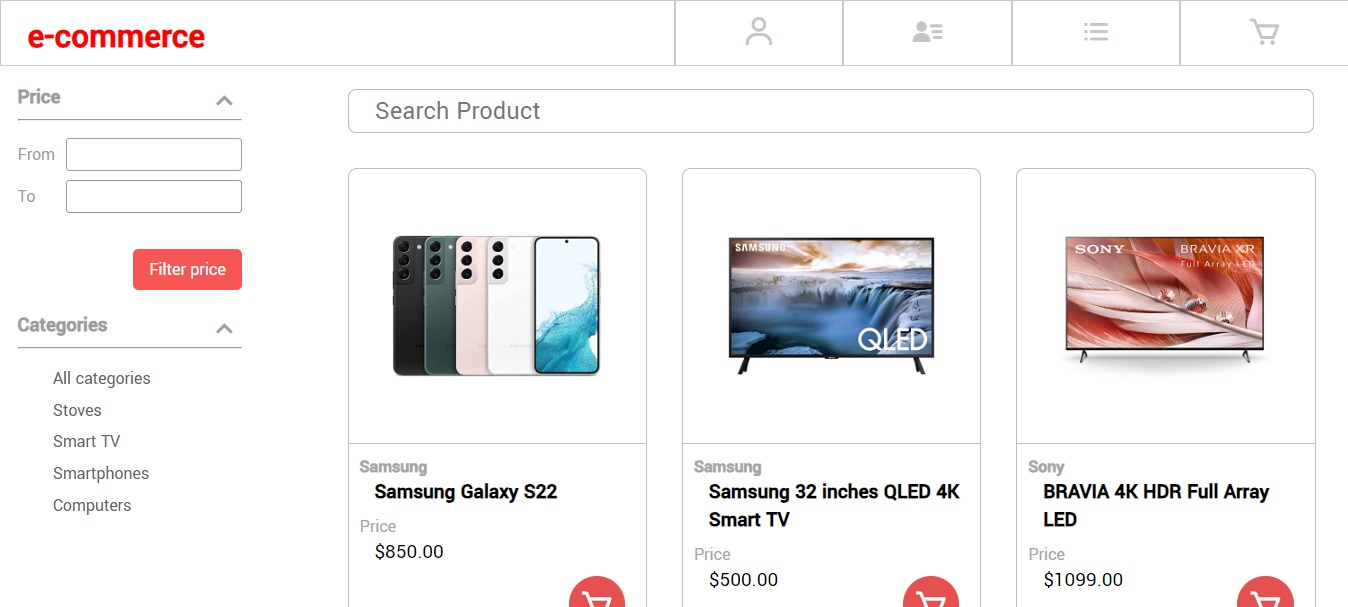 e-commerce
Price
From
To
Filter price
Categories
All categories
Stoves
Smart TV
Smartphones
Computers
Search Product
SAMSUNG
QLED
SONY
BRAVIA XR
Full Array LED
Samsung
Samsung Galaxy S22
Price
$850.00
Samsung
Samsung 32 inches QLED 4K
Smart TV
Price
$500.00
Sony
BRAVIA 4K HDR Full Array
LED
Price
$1099.00